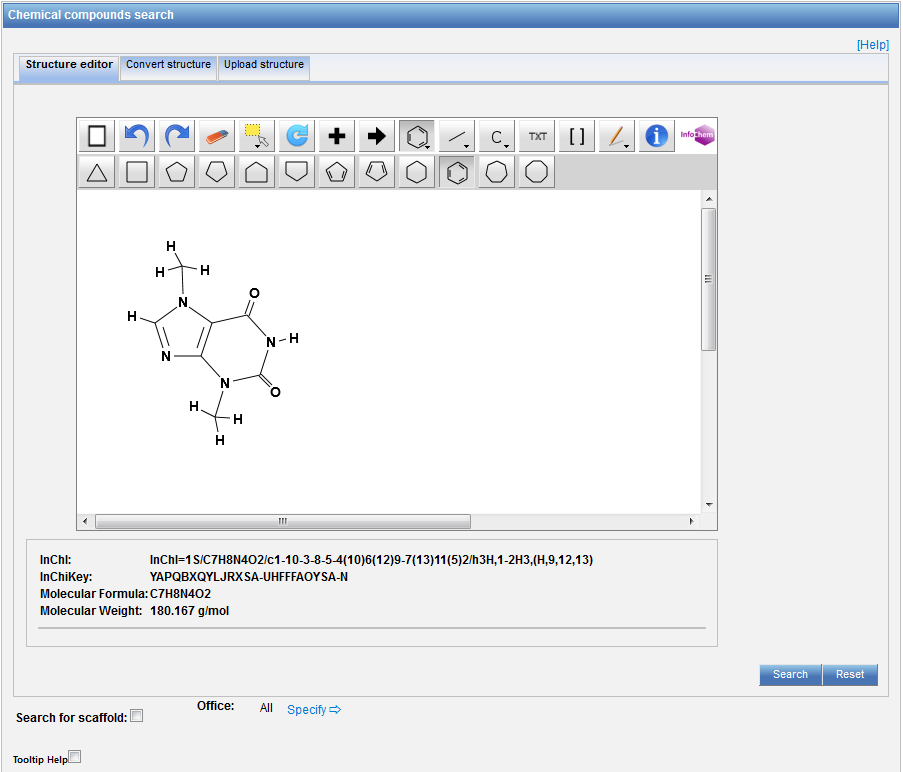 Chemical compounds search
[Help]
Structure editor Convert structure Upload structure
C TXT [ ] i InfoChem
H
H H
O
N
H
N H
N
N
O
H
H
H
InChI: InChI=1S/C7H8N4O2/c1-10-3-8-5-4(10)6(12)9-7(13)11(5)2/h3H,1-2H3,(H,9,12,13)
InChiKey: YAPQBXQYLJRXSA-UHFFFAOYSA-N
Molecular Formula: C7H8N4O2
Molecular Weight: 180.167 g/mol
Search Reset
Search for scaffold: Office: All Specify ⇨
Tooltip Help